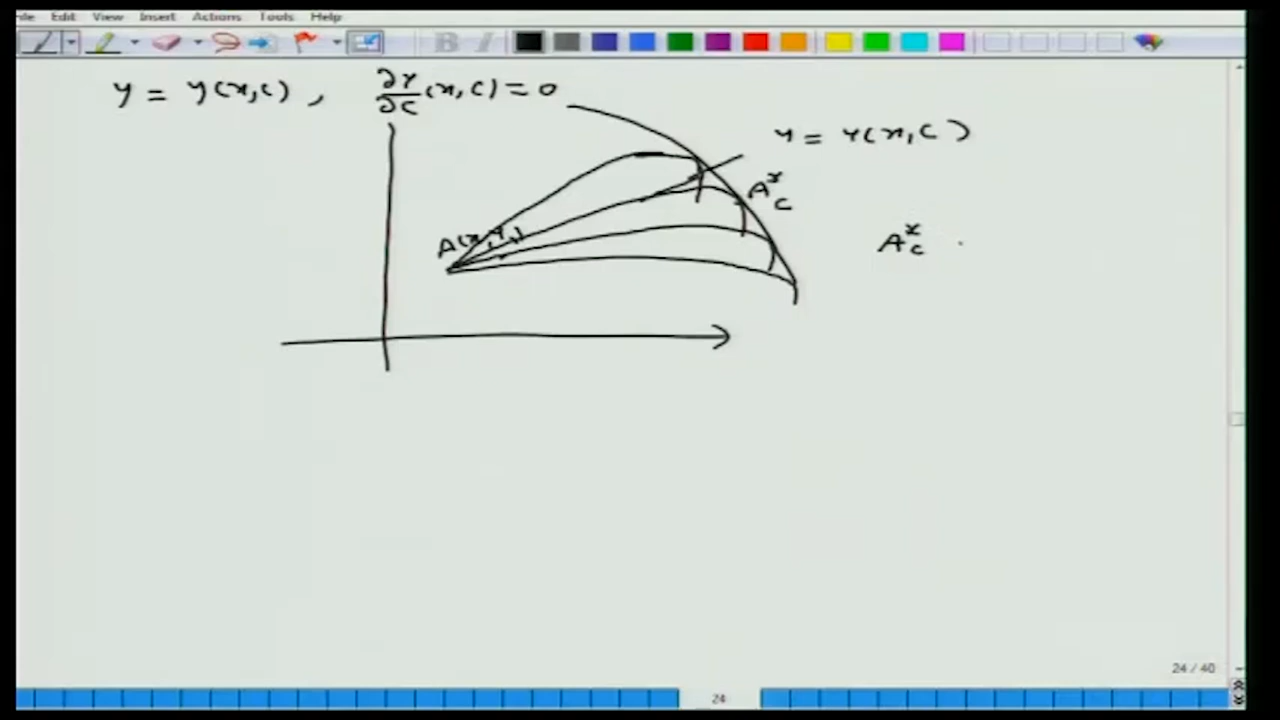 File Edit View Insert Actions Tools Help
B I
y = y(x,c) , ∂y/∂c (x,c) = 0
y = y(x,c)
A*c
A(x,y,)
A*c
24 / 40
24